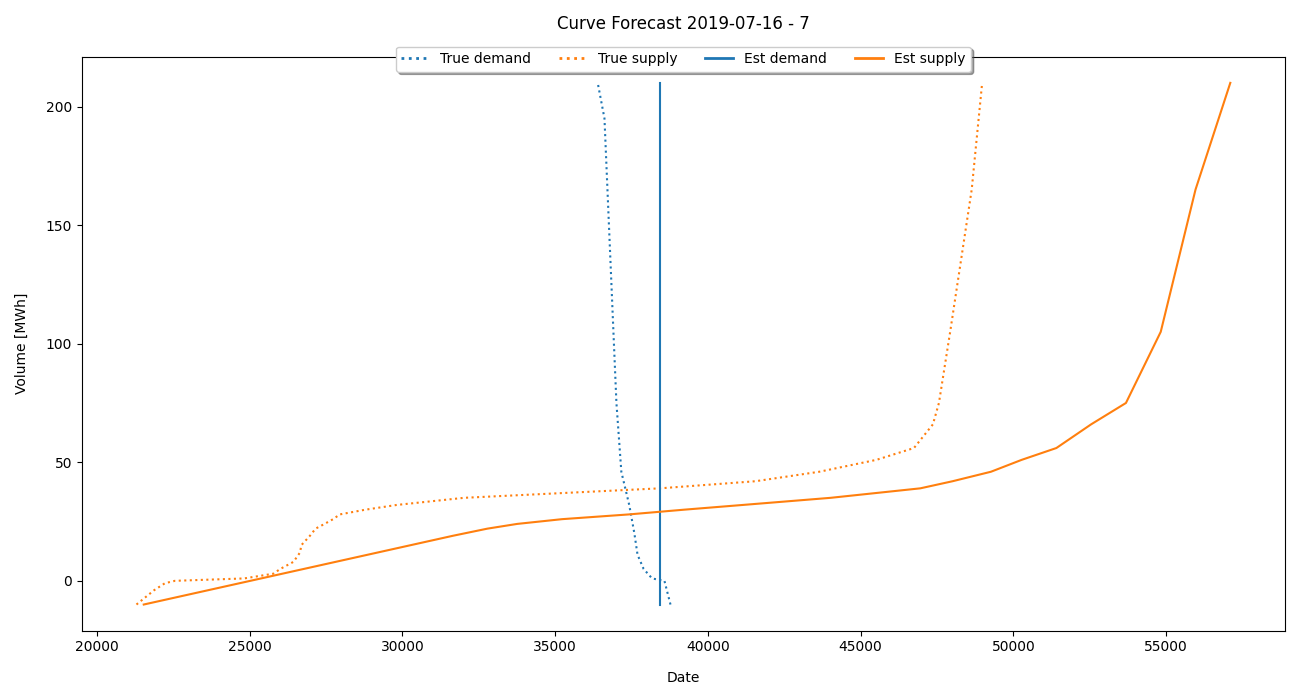 Curve Forecast 2019-07-16 - 7
True demand True supply Est demand Est supply
200
150
100
50
0
Volume [MWh]
20000 25000 30000 35000 40000 45000 50000 55000
Date